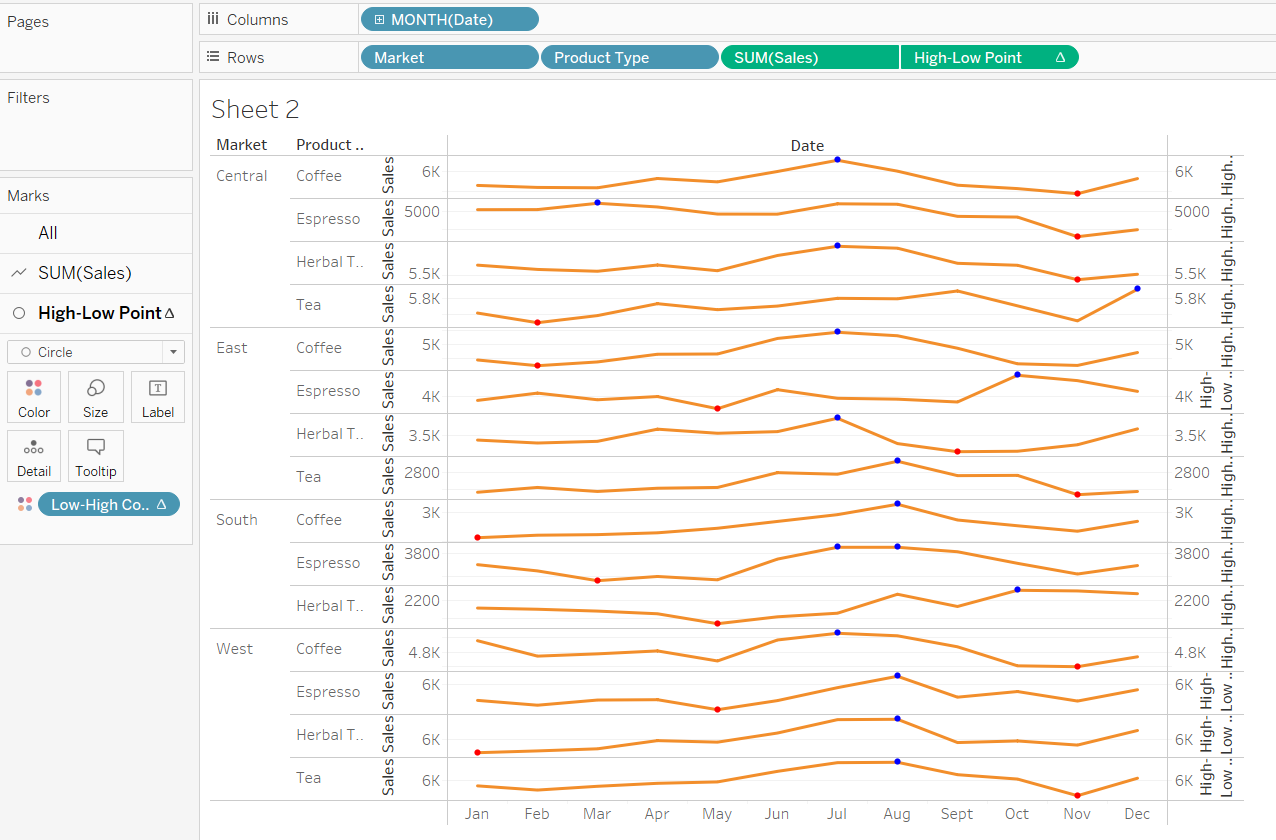 Pages
Columns
MONTH(Date)
Rows
Market
Product Type
SUM(Sales)
High-Low Point Δ
Filters
Marks
All
SUM(Sales)
High-Low Point Δ
Circle
Color
Size
Label
Detail
Tooltip
Low-High Co.. Δ
Sheet 2
Market
Product ..
Date
Central
Coffee
Sales
6K
6K
High..
Espresso
Sales
5000
5000
High..
Herbal T..
Sales
5.5K
5.5K
High..
Tea
Sales
5.8K
5.8K
High..
East
Coffee
Sales
5K
5K
High..
Espresso
Sales
4K
4K
High-
Low ..
Herbal T..
Sales
3.5K
3.5K
High..
Tea
Sales
2800
2800
High..
South
Coffee
Sales
3K
3K
High..
Espresso
Sales
3800
3800
High..
Herbal T..
Sales
2200
2200
High..
West
Coffee
Sales
4.8K
4.8K
High..
Espresso
Sales
6K
6K
High-
Low ..
Herbal T..
Sales
6K
6K
High-
Low ..
Tea
Sales
6K
6K
High-
Low ..
Jan
Feb
Mar
Apr
May
Jun
Jul
Aug
Sept
Oct
Nov
Dec